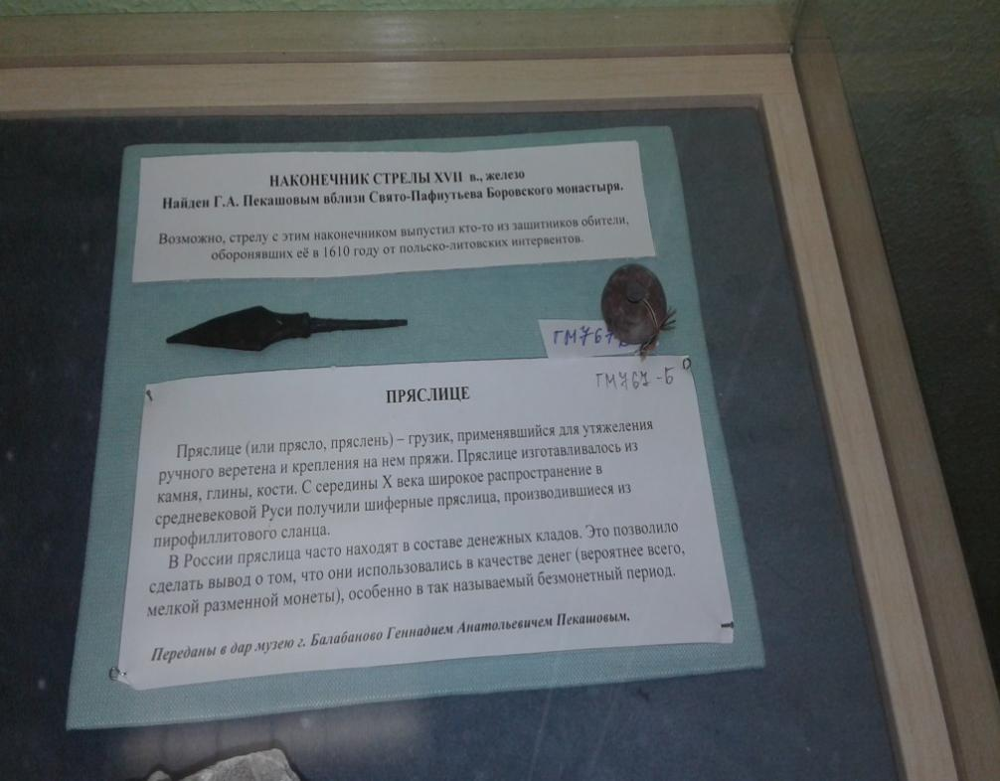 НАКОНЕЧНИК СТРЕЛЫ XVII в., железо
Найден Г.А. Пекашовым вблизи Свято-Пафнутьева Боровского монастыря.
Возможно, стрелу с этим наконечником выпустил кто-то из защитников обители,
оборонявших её в 1610 году от польско-литовских интервентов.
ГМ767
ГМ767-Б
ПРЯСЛИЦЕ
Пряслице (или прясло, пряслень) – грузик, применявшийся для утяжеления
ручного веретена и крепления на нем пряжи. Пряслице изготавливалось из
камня, глины, кости. С середины X века широкое распространение в
средневековой Руси получили шиферные пряслица, производившиеся из
пирофиллитового сланца.
В России пряслица часто находят в составе денежных кладов. Это позволило
сделать вывод о том, что они использовались в качестве денег (вероятнее всего,
мелкой разменной монеты), особенно в так называемый безмонетный период.
Переданы в дар музею г. Балабаново Геннадием Анатольевичем Пекашовым.